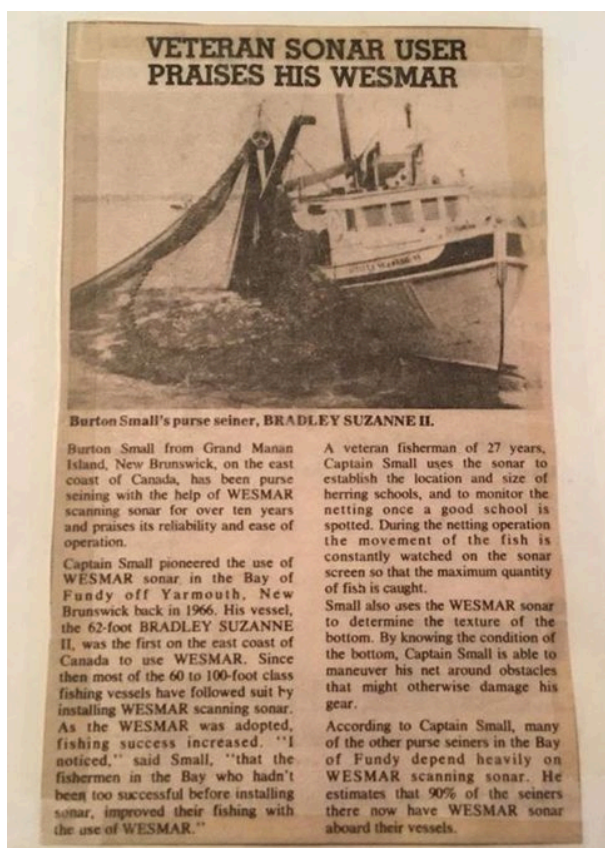 VETERAN SONAR USER
PRAISES HIS WESMAR
Burton Small's purse seiner, BRADLEY SUZANNE II.
Burton Small from Grand Manan
Island, New Brunswick, on the east
coast of Canada, has been purse
seining with the help of WESMAR
scanning sonar for over ten years
and praises its reliability and ease of
operation.
Captain Small pioneered the use of
WESMAR sonar in the Bay of
Fundy off Yarmouth, New
Brunswick back in 1966. His vessel,
the 62-foot BRADLEY SUZANNE
II, was the first on the east coast of
Canada to use WESMAR. Since
then most of the 60 to 100-foot class
fishing vessels have followed suit by
installing WESMAR scanning sonar.
As the WESMAR was adopted,
fishing success increased. "I
noticed," said Small, "that the
fishermen in the Bay who hadn't
been too successful before installing
sonar, improved their fishing with
the use of WESMAR."
A veteran fisherman of 27 years,
Captain Small uses the sonar to
establish the location and size of
herring schools, and to monitor the
netting once a good school is
spotted. During the netting operation
the movement of the fish is
constantly watched on the sonar
screen so that the maximum quantity
of fish is caught.
Small also uses the WESMAR sonar
to determine the texture of the
bottom. By knowing the condition of
the bottom, Captain Small is able to
maneuver his net around obstacles
that might otherwise damage his
gear.
According to Captain Small, many
of the other purse seiners in the Bay
of Fundy depend heavily on
WESMAR scanning sonar. He
estimates that 90% of the seiners
there now have WESMAR sonar
aboard their vessels.